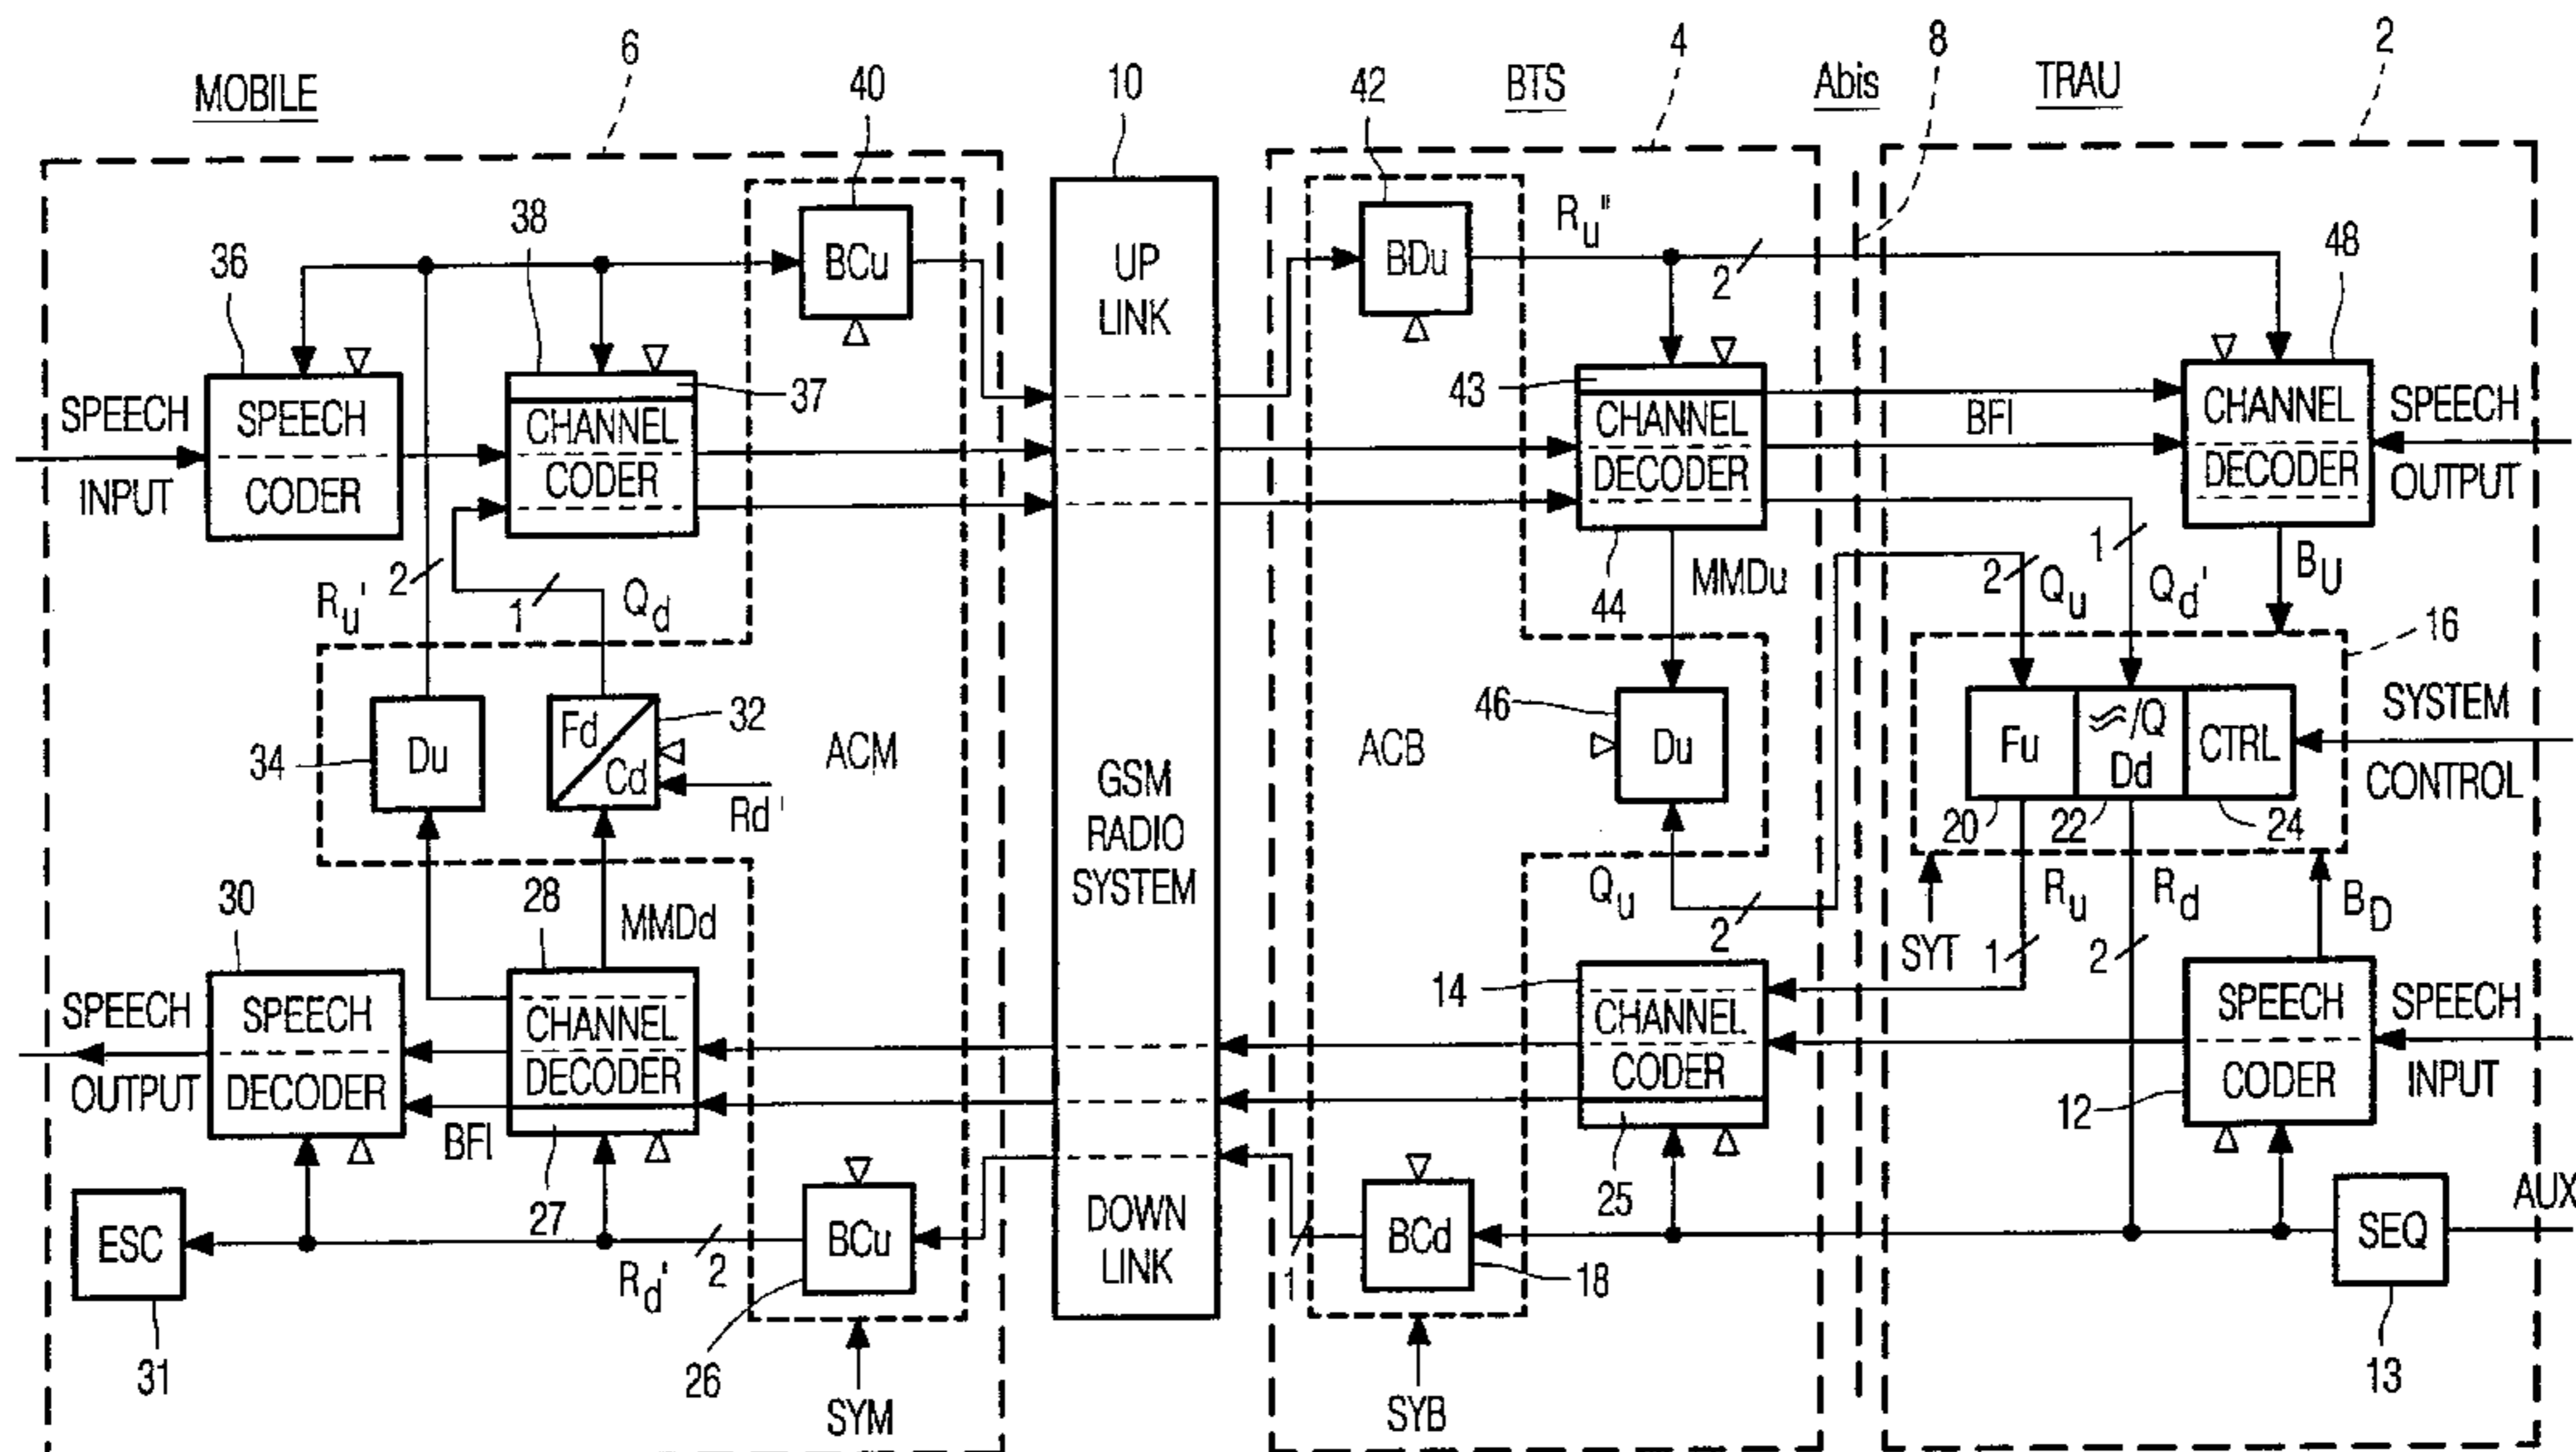 6
40
10
42
4
8
2
MOBILE
BTS
Abis
TRAU
38
36
BCu
UP
LINK
BDu
Ru"
2
48
SPEECH
INPUT
SPEECH
CODER
CHANNEL
CODER
37
43
CHANNEL
DECODER
BFI
CHANNEL
DECODER
SPEECH
OUTPUT
Ru'
2
1
Qd
44
MMDu
2
Qu
1
Qd'
BU
16
34
Du
Fd
Cd
32
Rd'
ACM
GSM
RADIO
SYSTEM
ACB
46
Du
Fu
≈/Q
Dd
CTRL
20
22
24
SYSTEM
CONTROL
30
28
MMDd
Qu
2
SYT
Ru
1
Rd
2
BD
SPEECH
OUTPUT
SPEECH
DECODER
CHANNEL
DECODER
27
BFI
14
CHANNEL
CODER
25
12
SPEECH
CODER
SPEECH
INPUT
ESC
31
Rd'
2
BCu
26
DOWN
LINK
1
BCd
18
SEQ
13
AUX
SYM
SYB